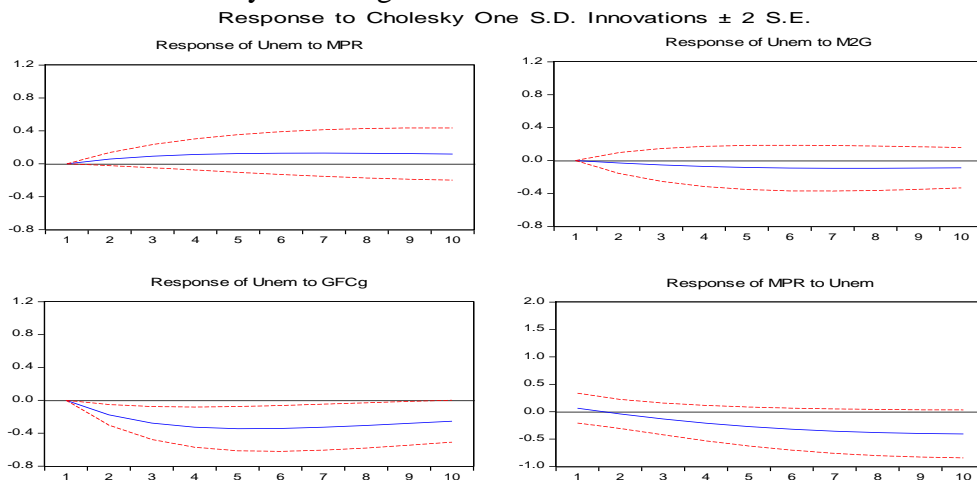 Response to Cholesky One S.D. Innovations ± 2 S.E.
Response of Unem to MPR
1.2
0.8
0.4
0.0
-0.4
-0.8
1 2 3 4 5 6 7 8 9 10
Response of Unem to M2G
1.2
0.8
0.4
0.0
-0.4
-0.8
1 2 3 4 5 6 7 8 9 10
Response of Unem to GFCg
1.2
0.8
0.4
0.0
-0.4
-0.8
1 2 3 4 5 6 7 8 9 10
Response of MPR to Unem
2.0
1.5
1.0
0.5
0.0
-0.5
-1.0
1 2 3 4 5 6 7 8 9 10